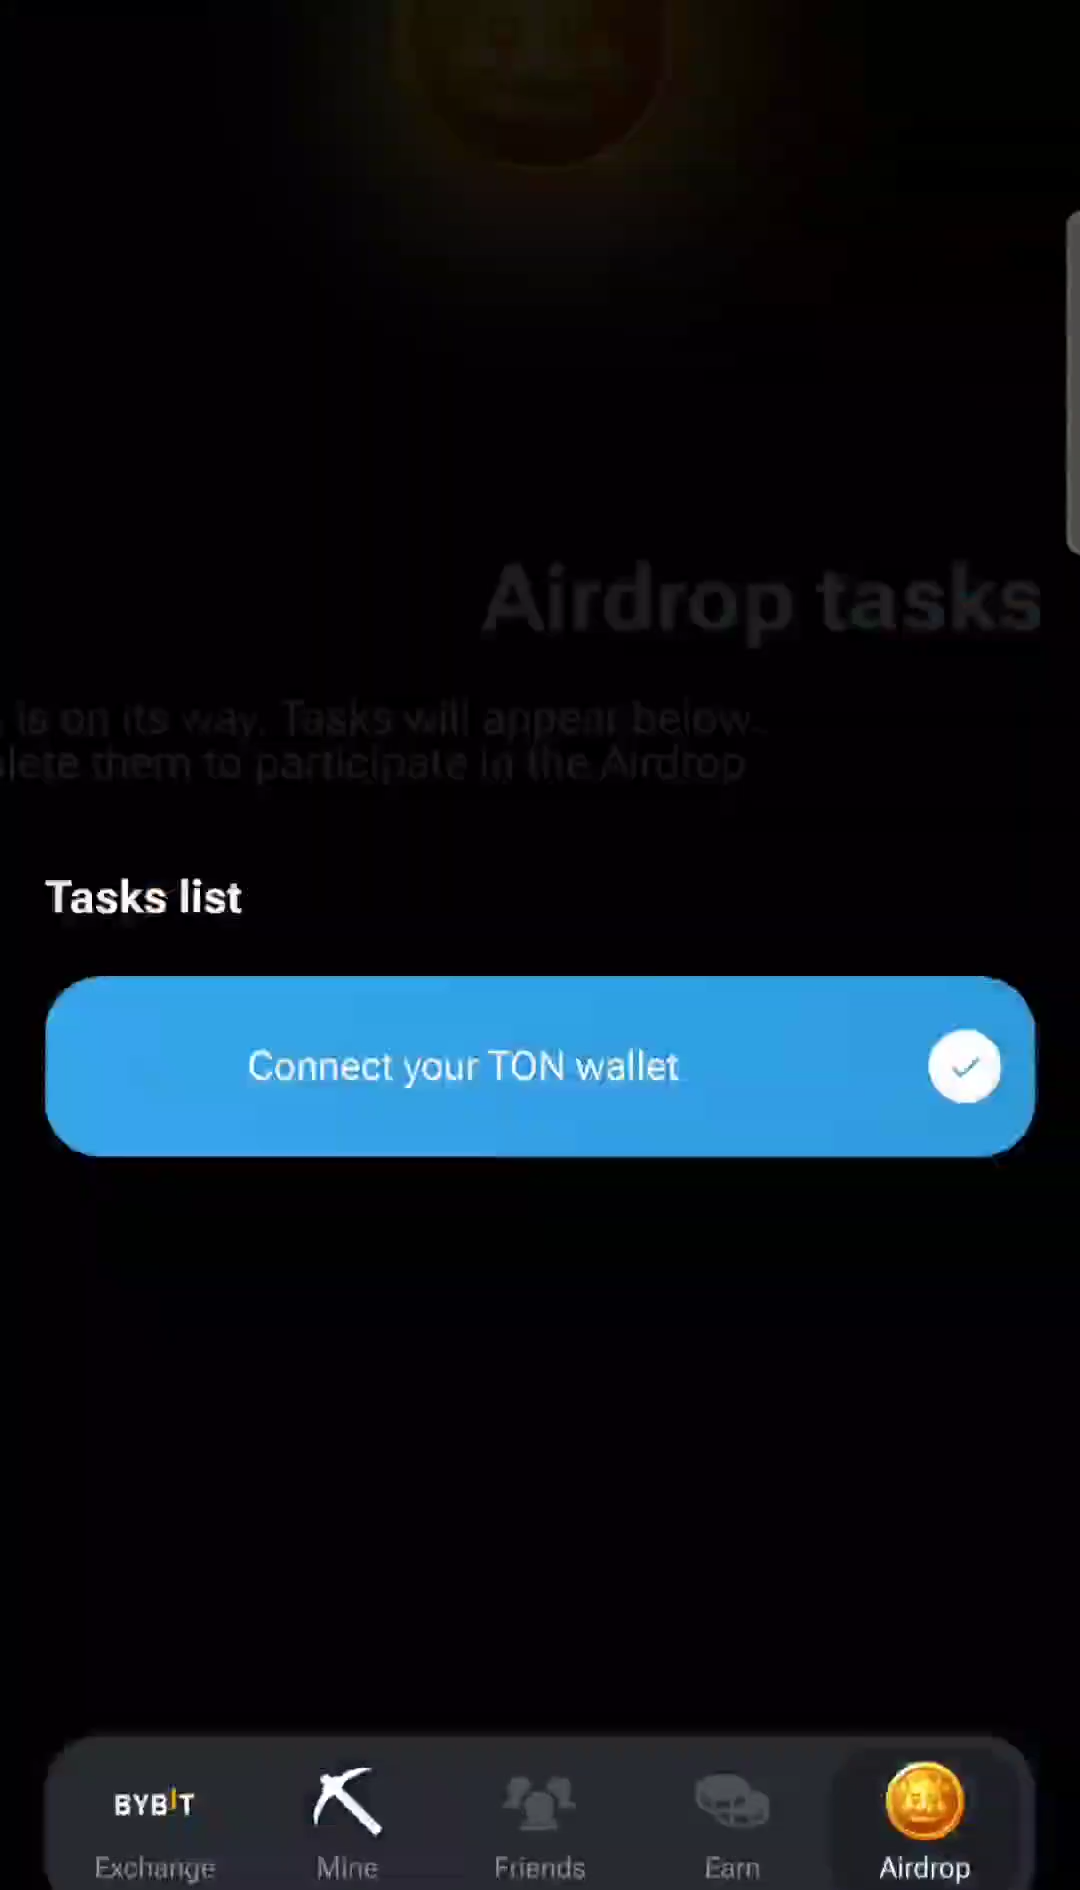 Airdrop tasks
is on its way. Tasks will appear below.
them to participate in the Airdrop
Tasks list
Connect your TON wallet
BYBIT
Exchange
Mine
Friends
Earn
Airdrop